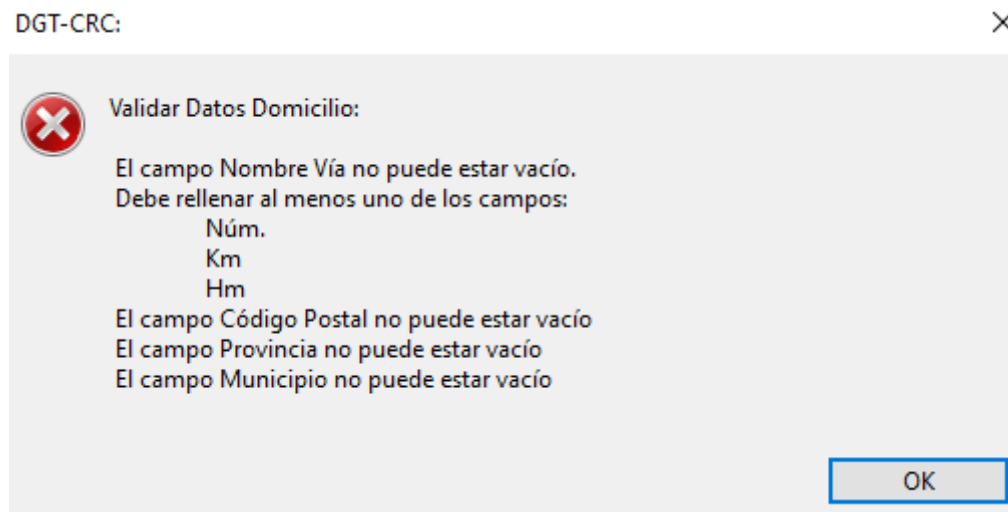 DGT-CRC:
Validar Datos Domicilio:
El campo Nombre Vía no puede estar vacío.
Debe rellenar al menos uno de los campos:
Núm.
Km
Hm
El campo Código Postal no puede estar vacío
El campo Provincia no puede estar vacío
El campo Municipio no puede estar vacío
OK